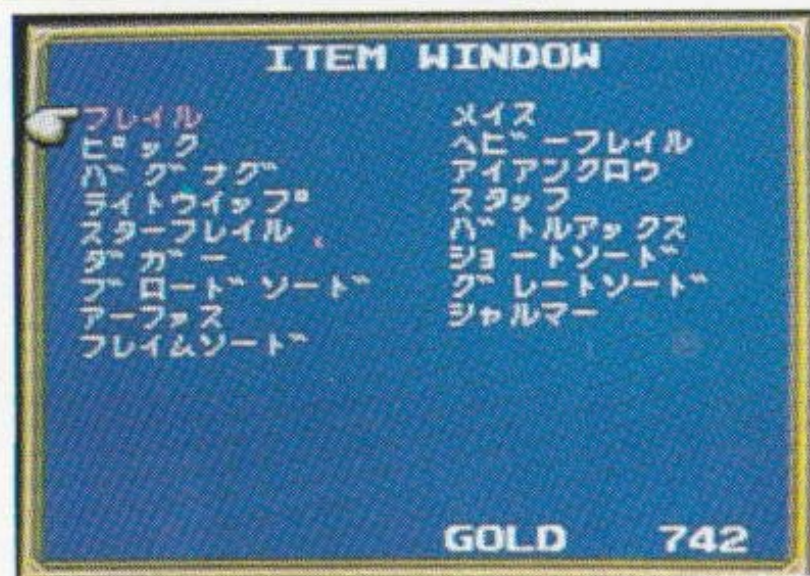 ITEM WINDOW
フレイル メイス
ピック ヘビーフレイル
バグナグ アイアンクロウ
ライトウイップ スタッフ
スターフレイル バトルアックス
ダガー ショートソード
ブロードソード グレートソード
アーファス シャルマー
フレイムソード
GOLD 742